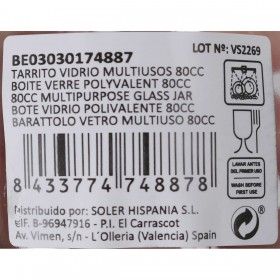 LOT Nº: VS2269
BE03030174887
TARRITO VIDRIO MULTIUSOS 80CC
BOITE VERRE POLYVALENT 80CC
80CC MULTIPURPOSE GLASS JAR
BOTE VIDRIO POLIVALENTE 80CC
BARATTOLO VETRO MULTIUSO 80CC
8 433774 748878
LAVAR ANTES
DEL PRIMER USO
WASH BEFORE
FIRST USE
Distribuido por: SOLER HISPANIA S.L.
CIF. B-96947916 - P.I. El Carrascot
Av. Vimen, s/n - L´Olleria (Valencia) Spain